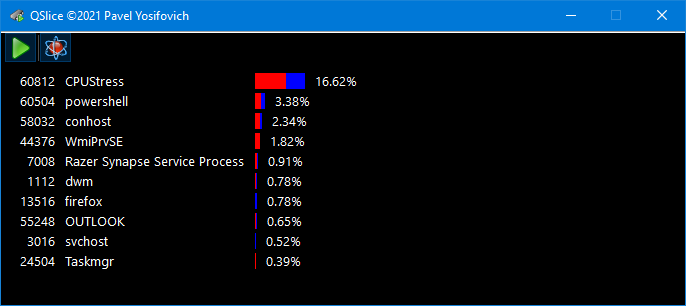 QSlice ©2021 Pavel Yosifovich
60812 CPUStress 16.62%
60504 powershell 3.38%
58032 conhost 2.34%
44376 WmiPrvSE 1.82%
7008 Razer Synapse Service Process 0.91%
1112 dwm 0.78%
13516 firefox 0.78%
55248 OUTLOOK 0.65%
3016 svchost 0.52%
24504 Taskmgr 0.39%